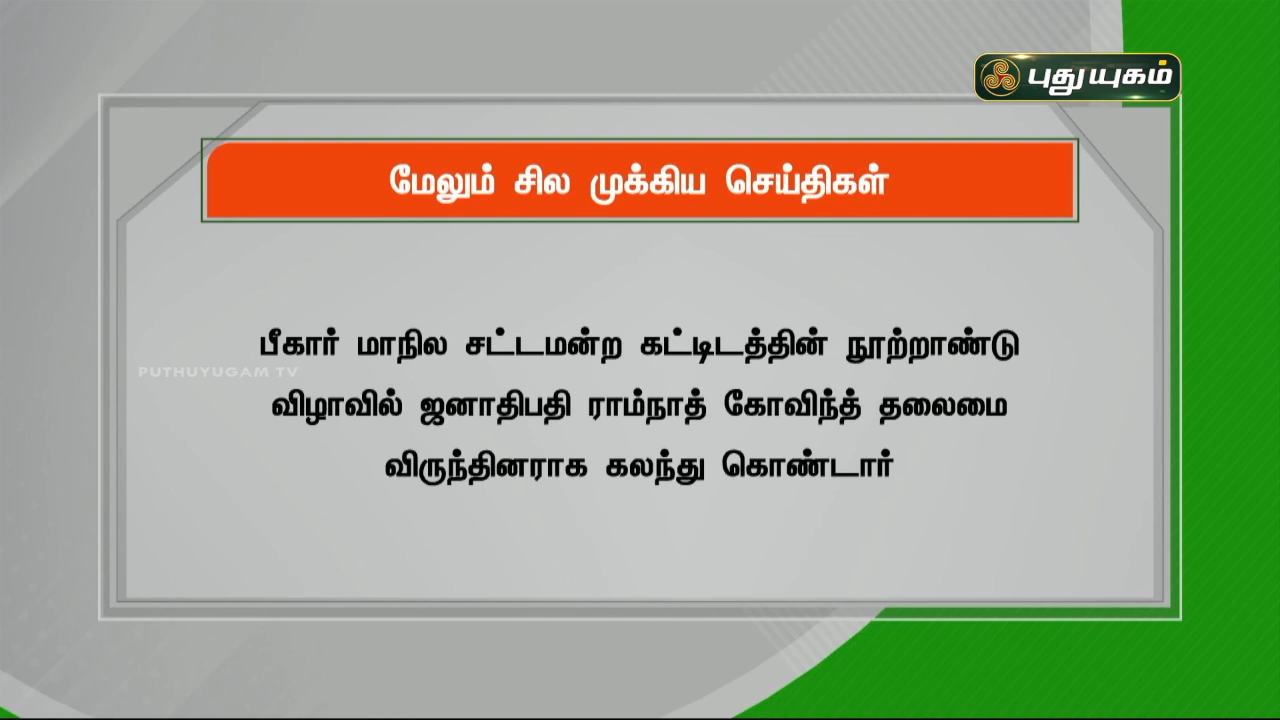 புதுயுகம்
மேலும் சில முக்கிய செய்திகள்
பீகார் மாநில சட்டமன்ற கட்டிடத்தின் நூற்றாண்டு
PUTHUYUGAM TV
விழாவில் ஜனாதிபதி ராம்நாத் கோவிந்த் தலைமை
விருந்தினராக கலந்து கொண்டார்